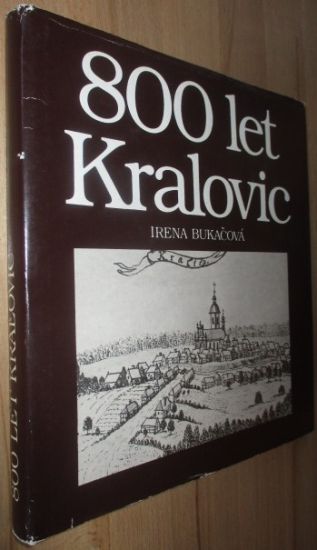 800 let
Kralovic
IRENA BUKAČOVÁ
800 LET KRALOVIC